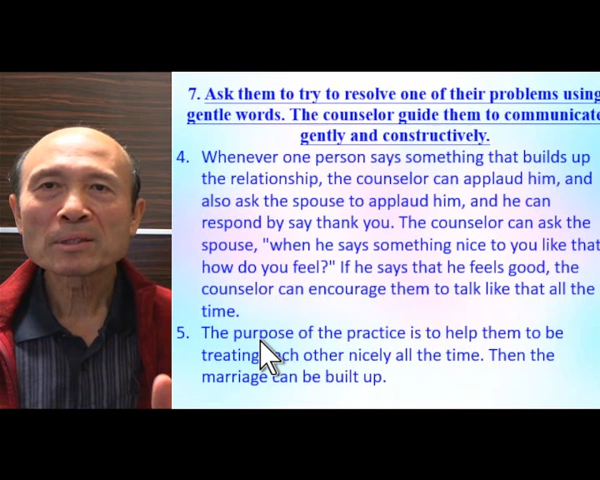 7. Ask them to try to resolve one of their problems using
gentle words. The counselor guide them to communicate
gently and constructively.
4. Whenever one person says something that builds up
the relationship, the counselor can applaud him, and
also ask the spouse to applaud him, and he can
respond by say thank you. The counselor can ask the
spouse, "when he says something nice to you like that
how do you feel?" If he says that he feels good, the
counselor can encourage them to talk like that all the
time.
5. The purpose of the practice is to help them to be
treating each other nicely all the time. Then the
marriage can be built up.